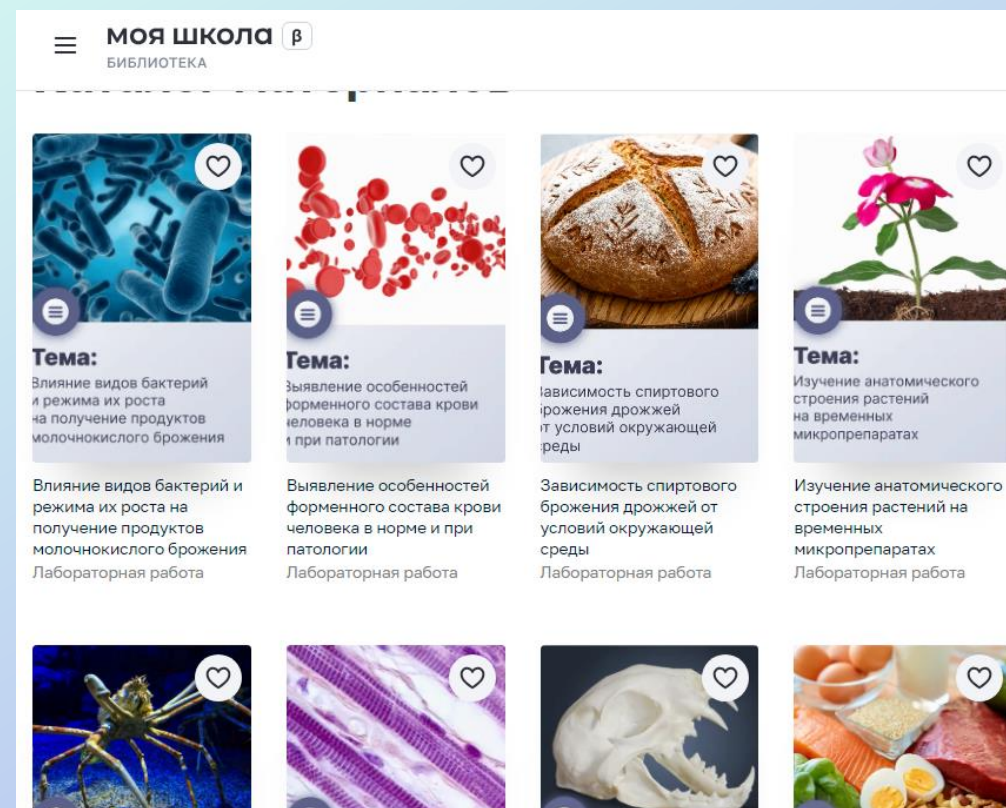 МОЯ ШКОЛА β
БИБЛИОТЕКА
Каталог материалов
Тема:
Влияние видов бактерий
и режима их роста
на получение продуктов
молочнокислого брожения
Влияние видов бактерий и
режима их роста на
получение продуктов
молочнокислого брожения
Лабораторная работа
Тема:
Выявление особенностей
форменного состава крови
человека в норме
и при патологии
Выявление особенностей
форменного состава крови
человека в норме и при
патологии
Лабораторная работа
Тема:
Зависимость спиртового
брожения дрожжей
от условий окружающей
среды
Зависимость спиртового
брожения дрожжей от
условий окружающей
среды
Лабораторная работа
Тема:
Изучение анатомического
строения растений
на временных
микропрепаратах
Изучение анатомического
строения растений на
временных
микропрепаратах
Лабораторная работа